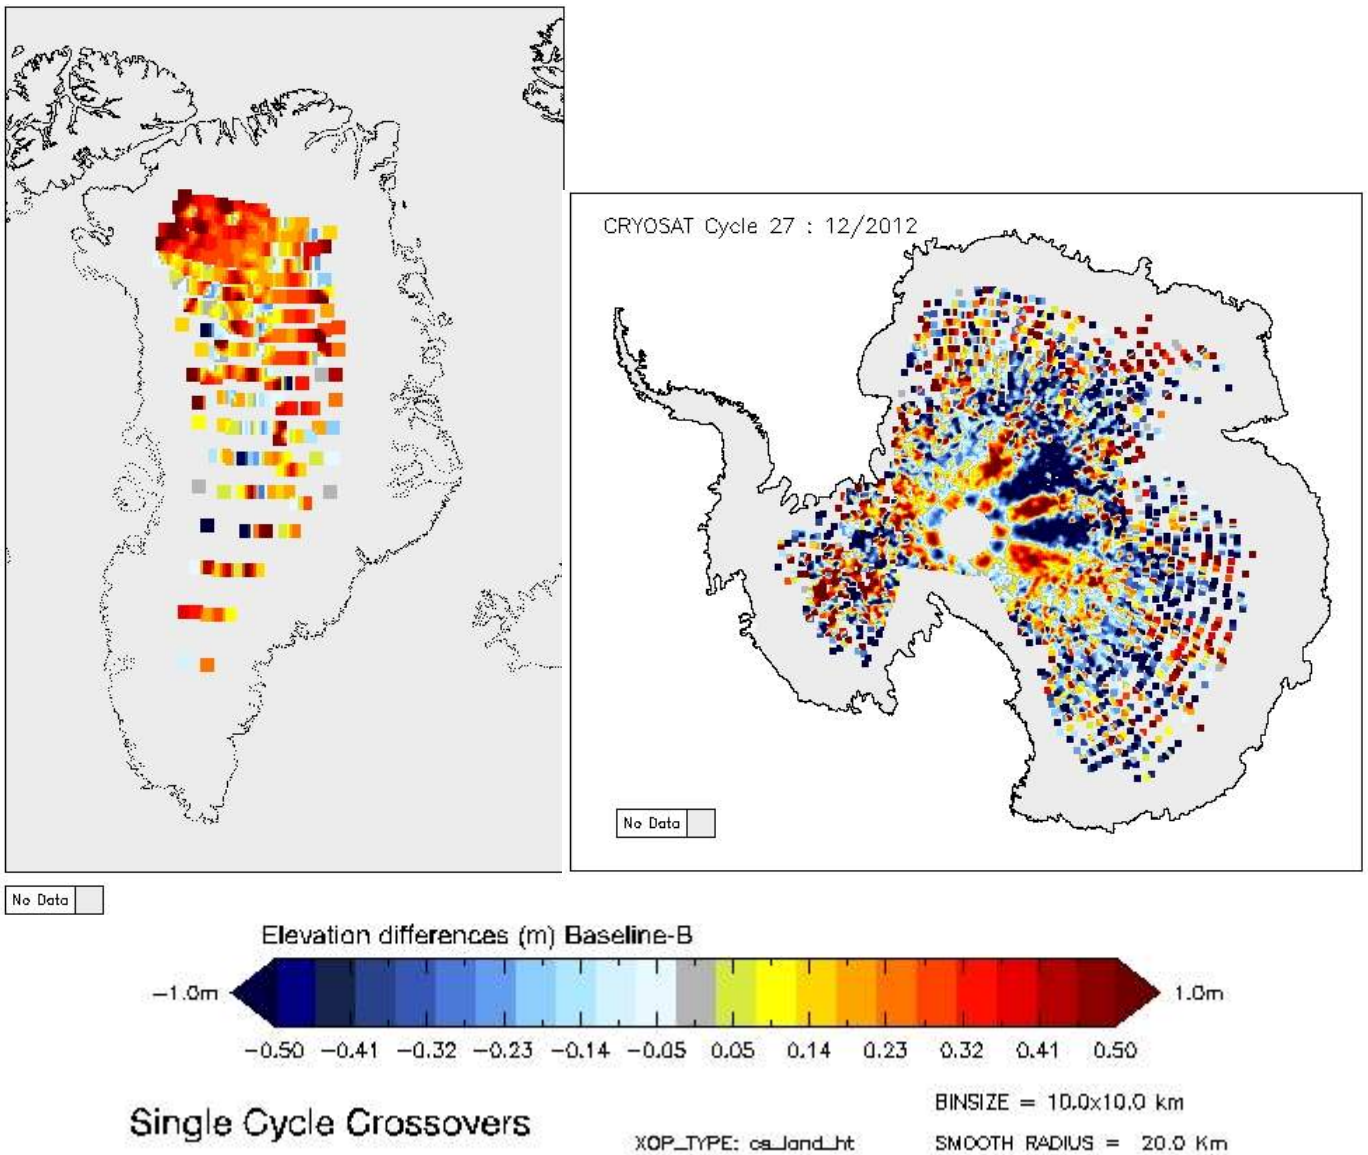 CRYOSAT Cycle 27 : 12/2012
No Data
No Data
Elevation differences (m) Baseline-B
-1.0m
1.0m
-0.50 -0.41 -0.32 -0.23 -0.14 -0.05 0.05 0.14 0.23 0.32 0.41 0.50
BINSIZE = 10.0x10.0 km
Single Cycle Crossovers
XOP_TYPE: cs_land_ht
SMOOTH RADIUS = 20.0 Km